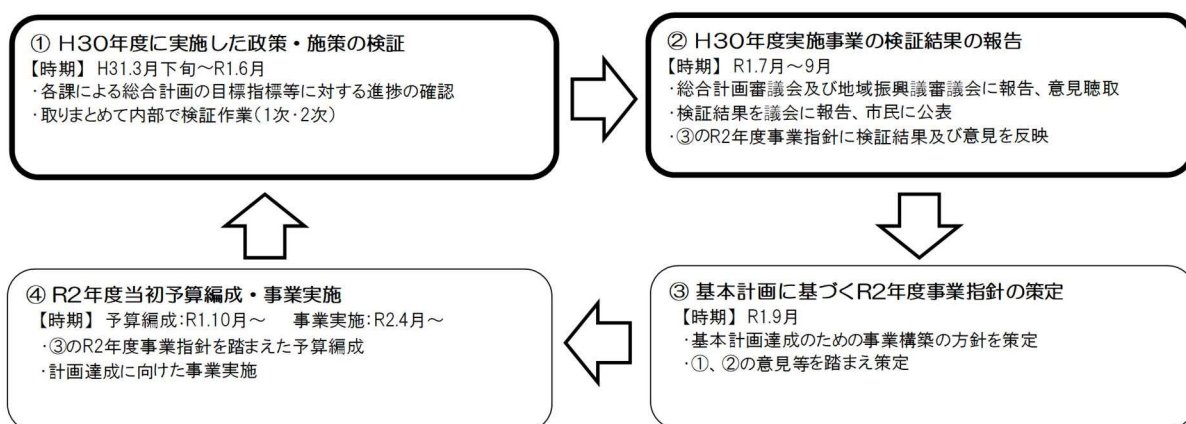 ① H30年度に実施した政策・施策の検証
【時期】 H31.3月下旬～R1.6月
・各課による総合計画の目標指標等に対する進捗の確認
・取りまとめて内部で検証作業(1次・2次)
② H30年度実施事業の検証結果の報告
【時期】 R1.7月～9月
・総合計画審議会及び地域振興議審議会に報告、意見聴取
・検証結果を議会に報告、市民に公表
・③のR2年度事業指針に検証結果及び意見を反映
③ 基本計画に基づくR2年度事業指針の策定
【時期】 R1.9月
・基本計画達成のための事業構築の方針を策定
・①、②の意見等を踏まえ策定
④ R2年度当初予算編成・事業実施
【時期】 予算編成:R1.10月～ 事業実施:R2.4月～
・③のR2年度事業指針を踏まえた予算編成
・計画達成に向けた事業実施